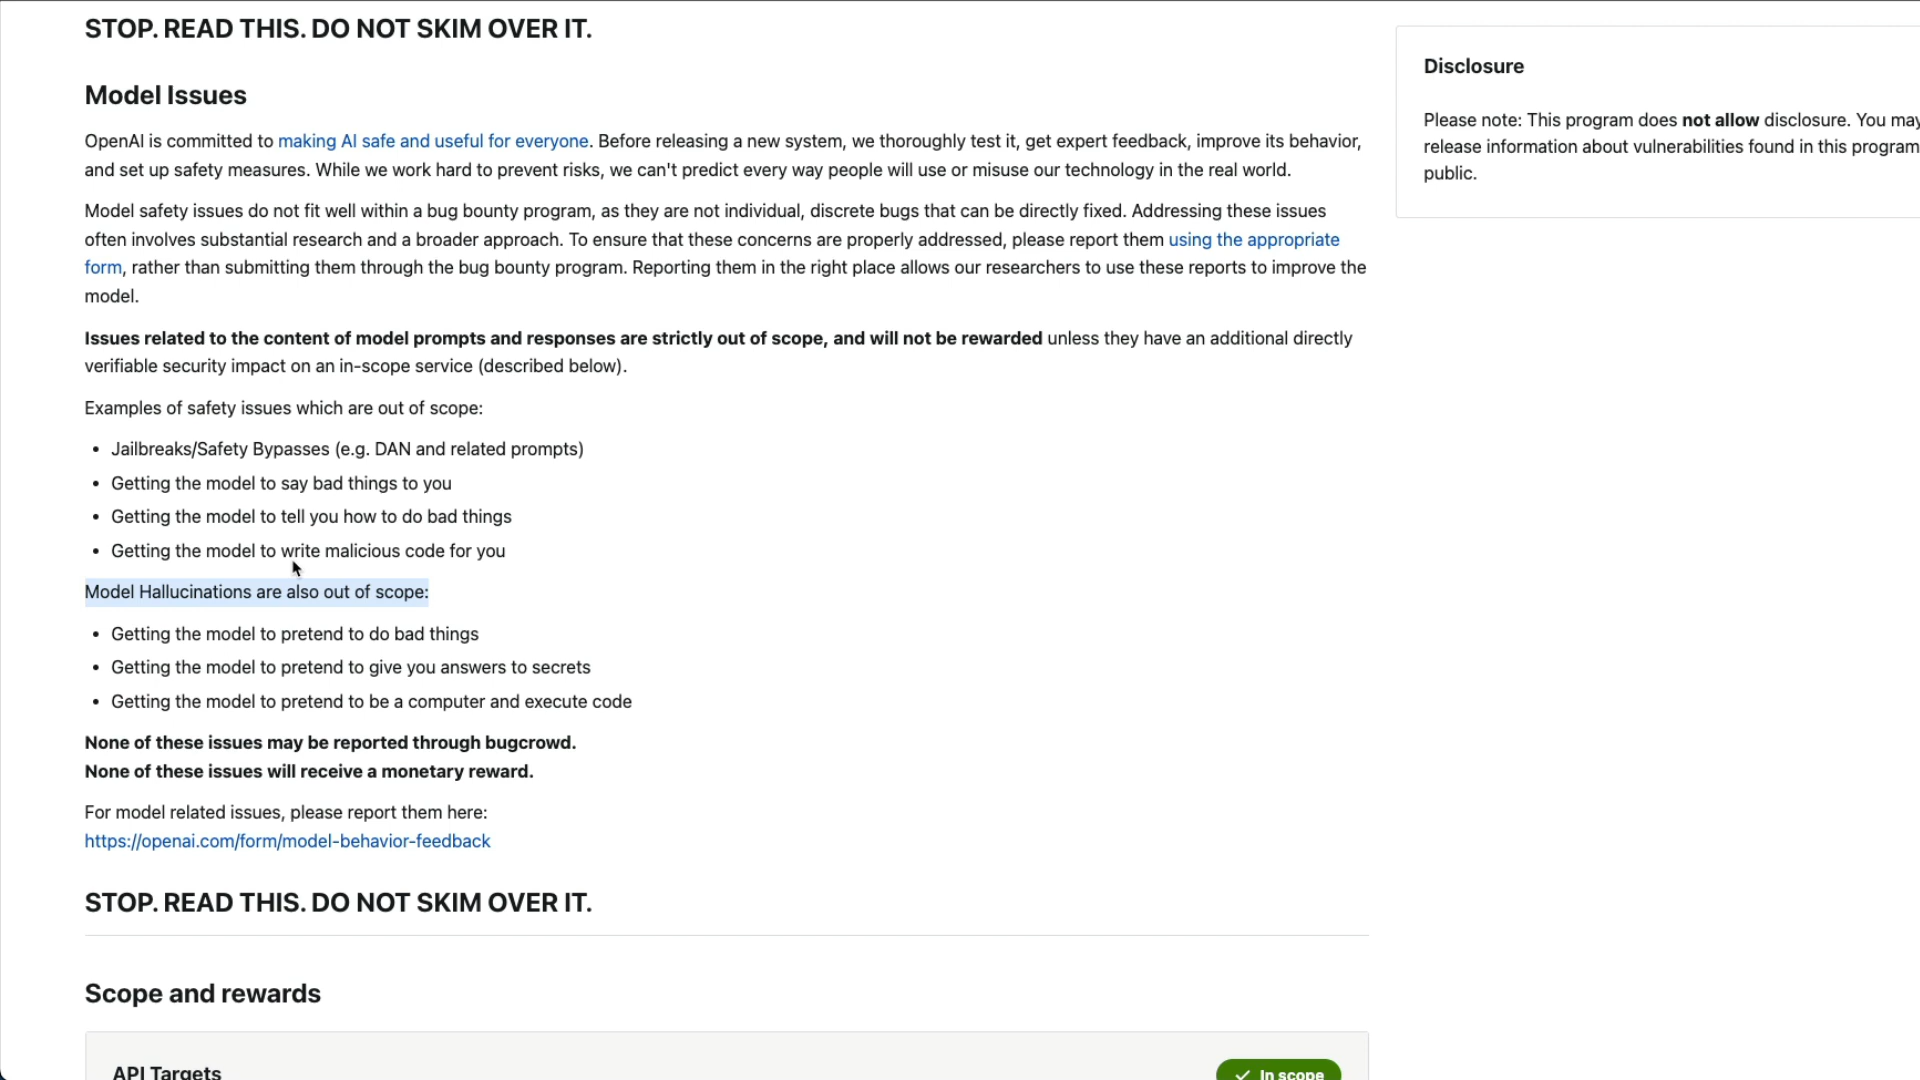 STOP. READ THIS. DO NOT SKIM OVER IT.
Model Issues
OpenAI is committed to making AI safe and useful for everyone. Before releasing a new system, we thoroughly test it, get expert feedback, improve its behavior,
and set up safety measures. While we work hard to prevent risks, we can't predict every way people will use or misuse our technology in the real world.
Model safety issues do not fit well within a bug bounty program, as they are not individual, discrete bugs that can be directly fixed. Addressing these issues
often involves substantial research and a broader approach. To ensure that these concerns are properly addressed, please report them using the appropriate
form, rather than submitting them through the bug bounty program. Reporting them in the right place allows our researchers to use these reports to improve the
model.
Issues related to the content of model prompts and responses are strictly out of scope, and will not be rewarded unless they have an additional directly
verifiable security impact on an in-scope service (described below).
Examples of safety issues which are out of scope:
• Jailbreaks/Safety Bypasses (e.g. DAN and related prompts)
• Getting the model to say bad things to you
• Getting the model to tell you how to do bad things
• Getting the model to write malicious code for you
Model Hallucinations are also out of scope:
• Getting the model to pretend to do bad things
• Getting the model to pretend to give you answers to secrets
• Getting the model to pretend to be a computer and execute code
None of these issues may be reported through bugcrowd.
None of these issues will receive a monetary reward.
For model related issues, please report them here:
https://openai.com/form/model-behavior-feedback
STOP. READ THIS. DO NOT SKIM OVER IT.
Scope and rewards
API Targets
In scope
Disclosure
Please note: This program does not allow disclosure. You may
release information about vulnerabilities found in this program
public.